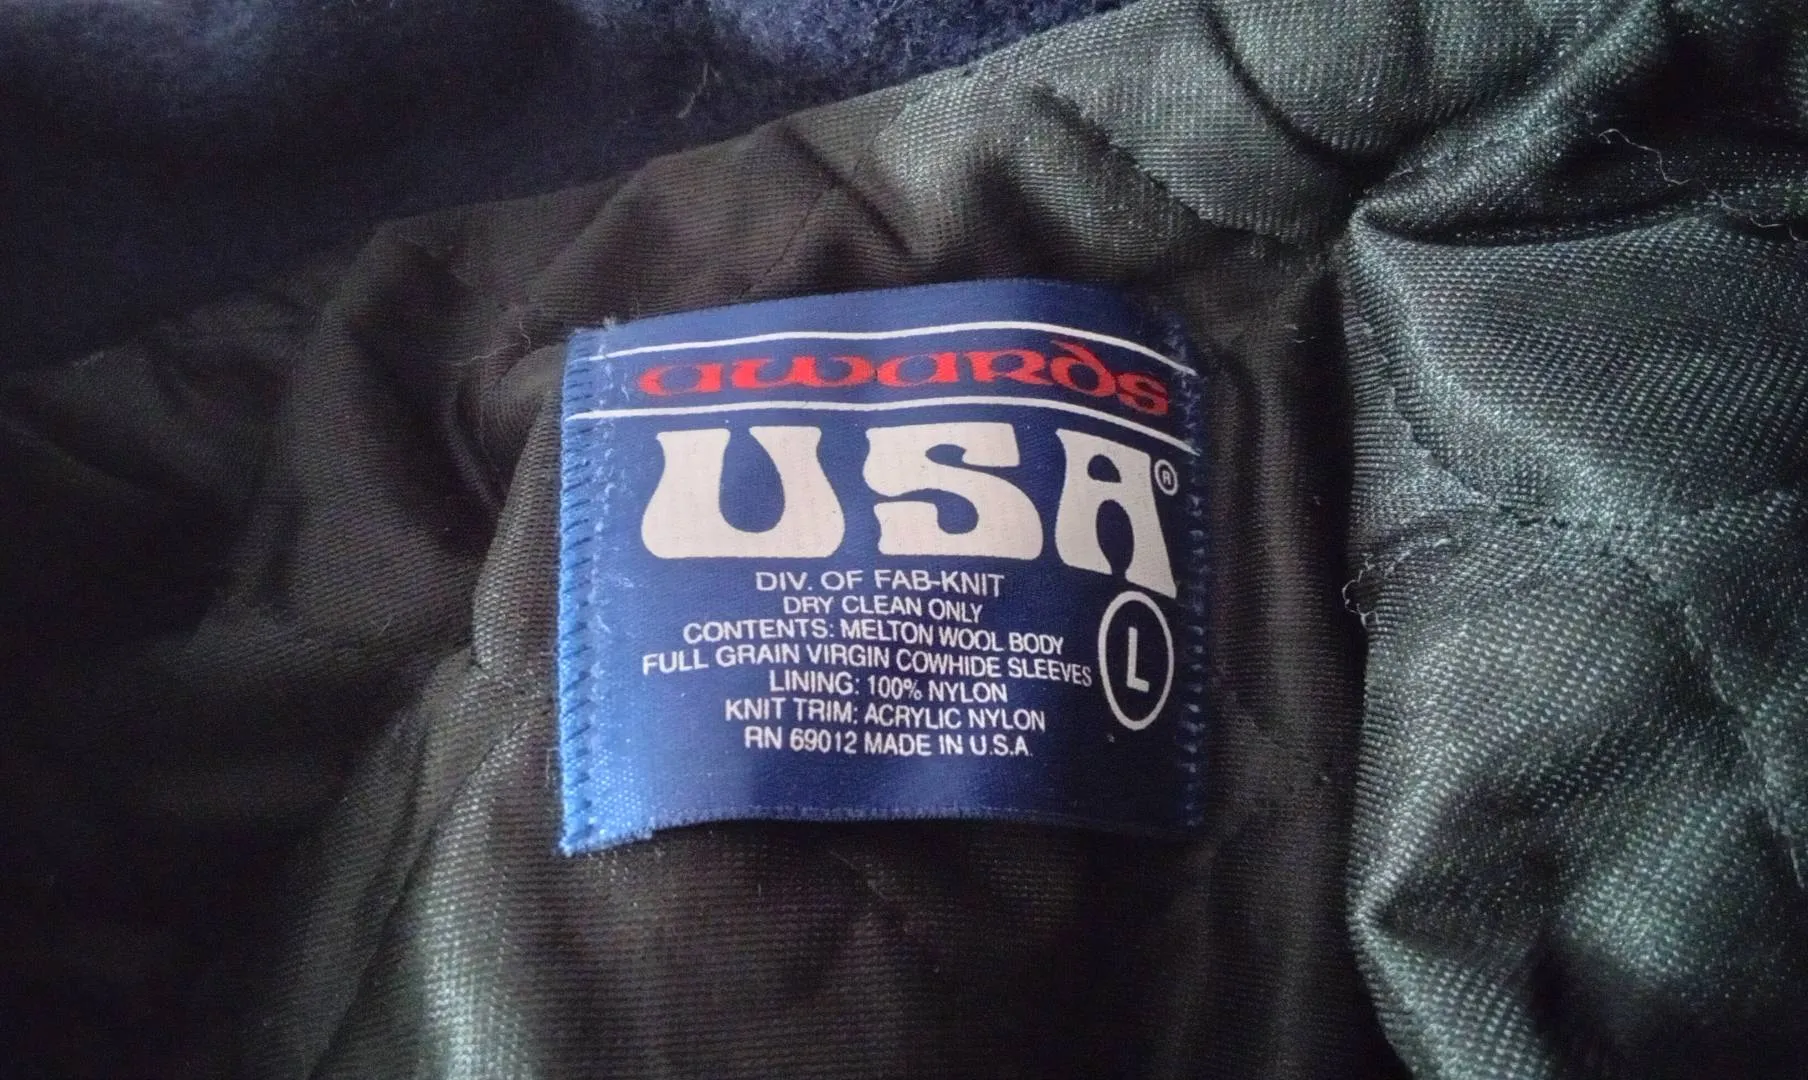 awards
USA®
DIV. OF FAB-KNIT
DRY CLEAN ONLY
CONTENTS: MELTON WOOL BODY
FULL GRAIN VIRGIN COWHIDE SLEEVES
LINING: 100% NYLON
KNIT TRIM: ACRYLIC NYLON
RN 69012 MADE IN U.S.A.
L